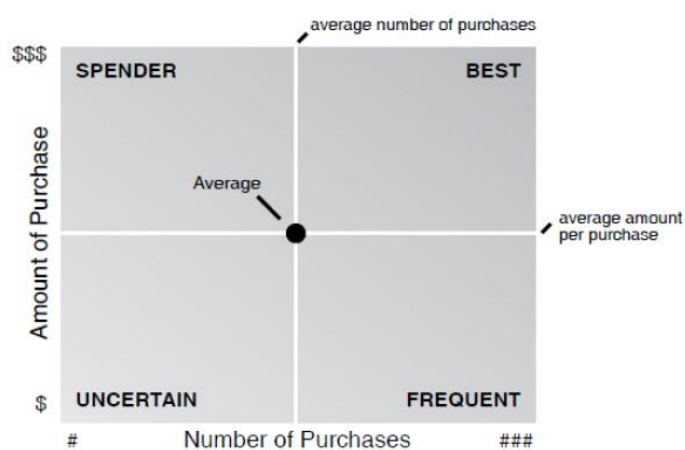 average number of purchases
$$$
SPENDER
BEST
Amount of Purchase
Average
average amount
per purchase
$
UNCERTAIN
FREQUENT
#
Number of Purchases
###